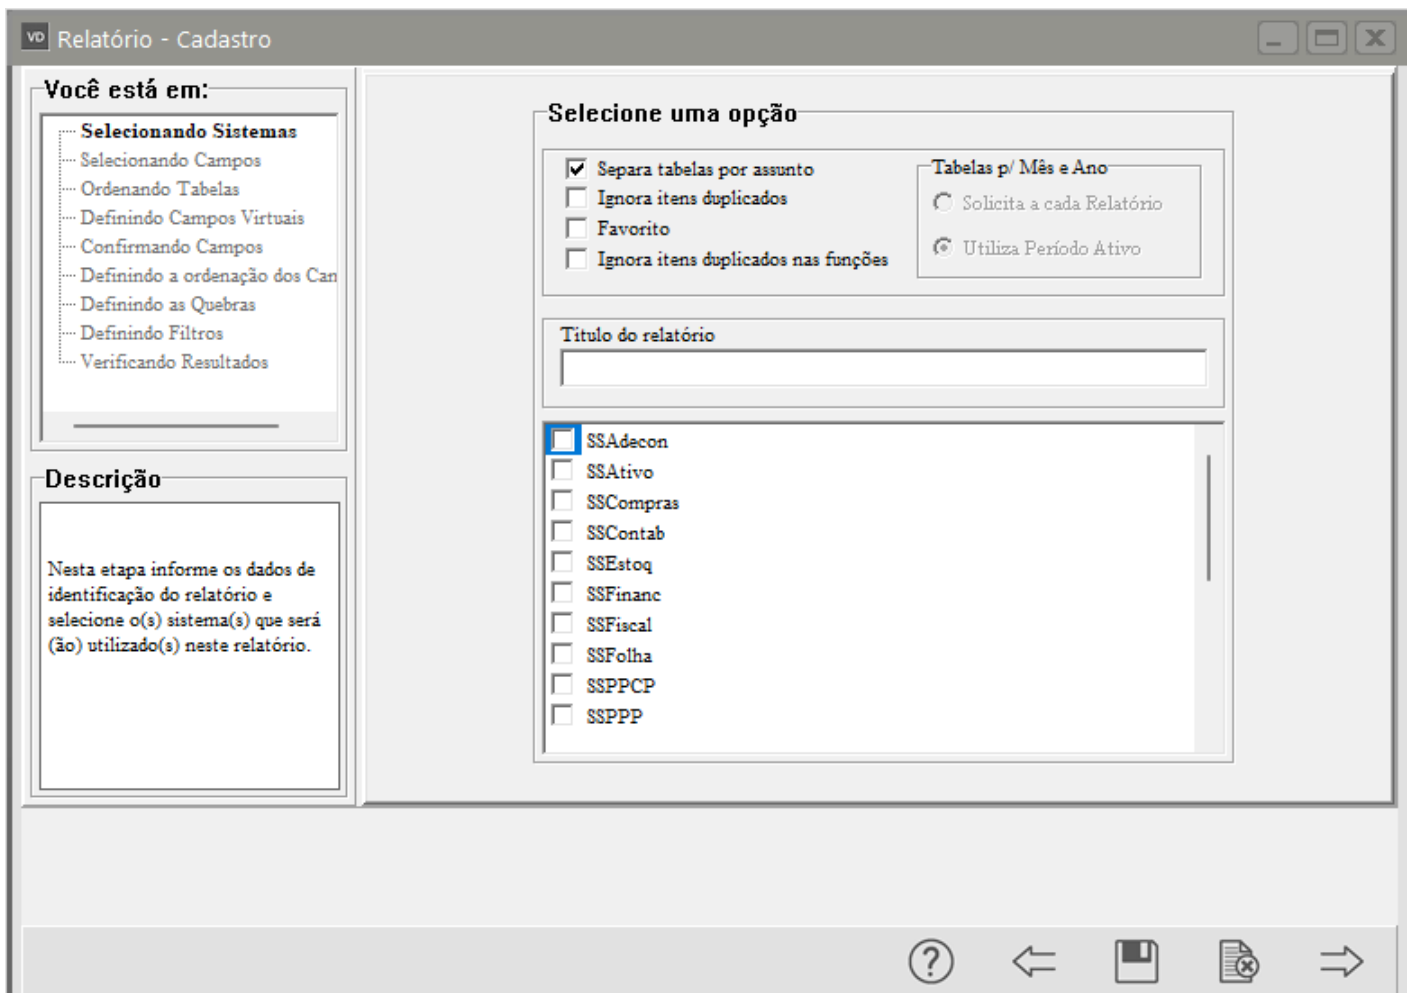 VD Relatório - Cadastro
Você está em:
Selecionando Sistemas
Selecionando Campos
Ordenando Tabelas
Definindo Campos Virtuais
Confirmando Campos
Definindo a ordenação dos Can
Definindo as Quebras
Definindo Filtros
Verificando Resultados
Descrição
Nesta etapa informe os dados de
identificação do relatório e
selecione o(s) sistema(s) que será
(ão) utilizado(s) neste relatório.
Selecione uma opção
Separa tabelas por assunto
Ignora itens duplicados
Favorito
Ignora itens duplicados nas funções
Tabelas p/ Mês e Ano
Solicita a cada Relatório
Utiliza Período Ativo
Título do relatório
SSAdecon
SSAtivo
SSCompras
SSContab
SSEstoq
SSFinanc
SSFiscal
SSFolha
SSPPCP
SSPPP